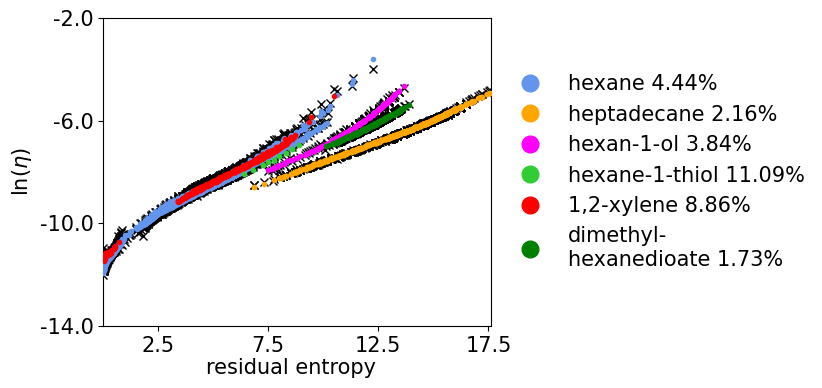 -2.0
-6.0
-10.0
-14.0
ln(η)
2.5 7.5 12.5 17.5
residual entropy
hexane 4.44%
heptadecane 2.16%
hexan-1-ol 3.84%
hexane-1-thiol 11.09%
1,2-xylene 8.86%
dimethyl-
hexanedioate 1.73%